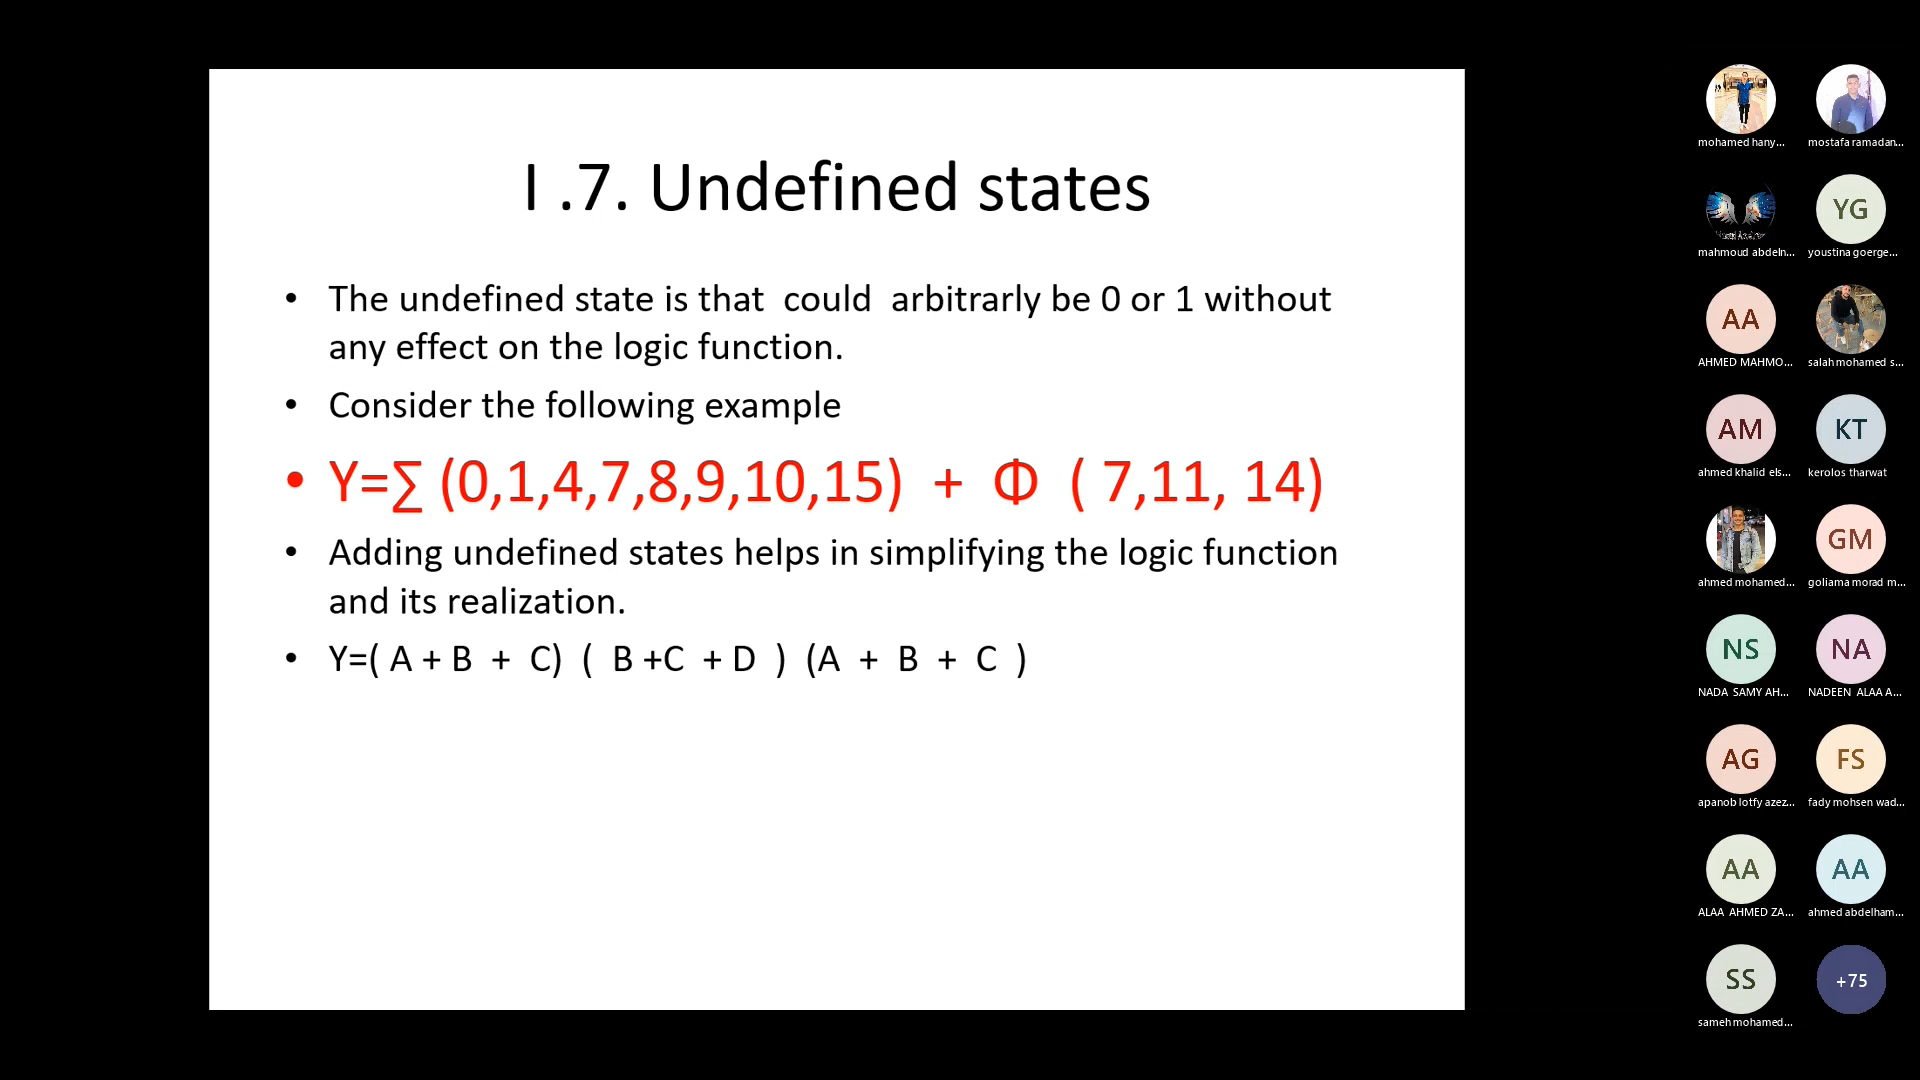 I .7. Undefined states
• The undefined state is that could arbitrarly be 0 or 1 without
any effect on the logic function.
• Consider the following example
• Y=∑ (0,1,4,7,8,9,10,15) + Φ ( 7,11, 14)
• Adding undefined states helps in simplifying the logic function
and its realization.
• Y=( A + B + C) ( B +C + D ) (A + B + C )
mohamed hany...
mostafa ramadan...
mahmoud abdeln...
YG
youstina goerge...
AA
AHMED MAHMO...
salah mohamed s...
AM
ahmed khalid els...
KT
kerolos tharwat
ahmed mohamed...
GM
goliama morad m...
NS
NADA SAMY AH...
NA
NADEEN ALAA A...
AG
apanob lotfy azez...
FS
fady mohsen wad...
AA
ALAA AHMED ZA...
AA
ahmed abdelham...
SS
sameh mohamed...
+75